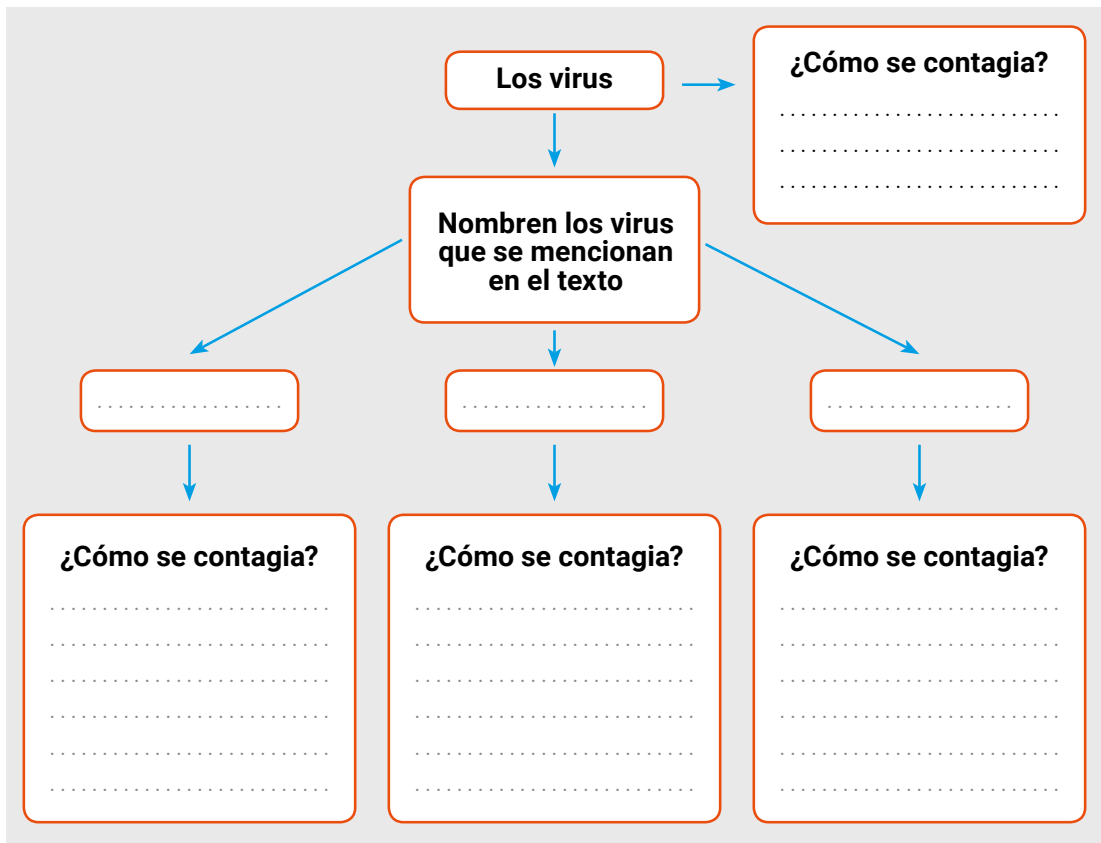 Los virus
¿Cómo se contagia?
Nombren los virus
que se mencionan
en el texto
¿Cómo se contagia?
¿Cómo se contagia?
¿Cómo se contagia?